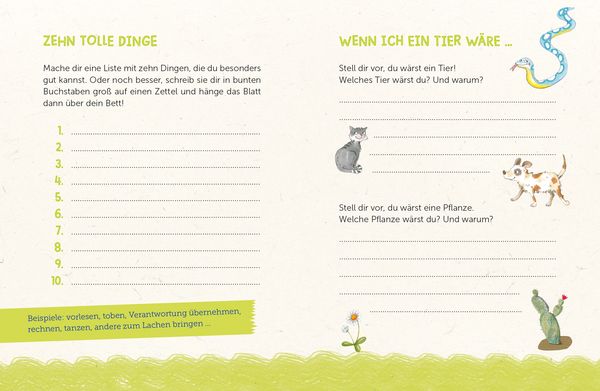 ZEHN TOLLE DINGE
Mache dir eine Liste mit zehn Dingen, die du besonders
gut kannst. Oder noch besser, schreib sie dir in bunten
Buchstaben groß auf einen Zettel und hänge das Blatt
dann über dein Bett!
1.
2.
3.
4.
5.
6.
7.
8.
9.
10.
Beispiele: vorlesen, toben, Verantwortung übernehmen,
rechnen, tanzen, andere zum Lachen bringen ...
WENN ICH EIN TIER WÄRE ...
Stell dir vor, du wärst ein Tier!
Welches Tier wärst du? Und warum?
Stell dir vor, du wärst eine Pflanze.
Welche Pflanze wärst du? Und warum?